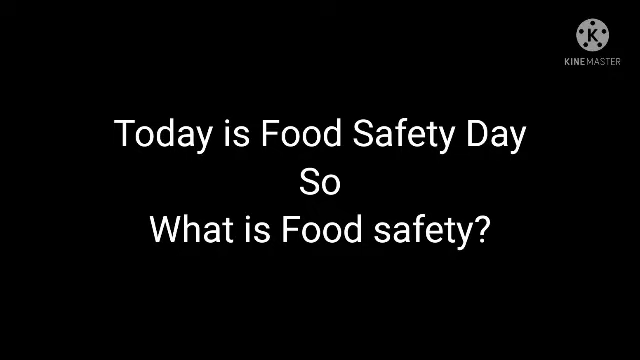 KINEMASTER
Today is Food Safety Day
So
What is Food safety?